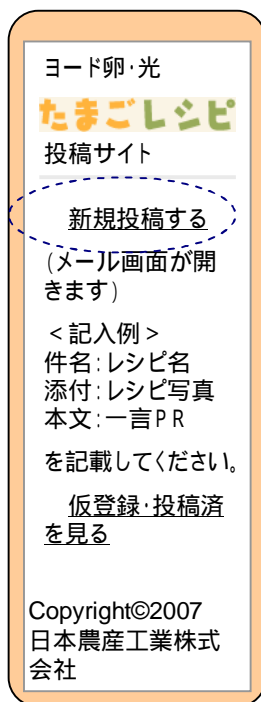 ヨード卵・光
たまごレシピ
投稿サイト
新規投稿する
(メール画面が開
きます)
＜記入例＞
件名:レシピ名
添付:レシピ写真
本文:一言ＰＲ
を記載してください。
仮登録・投稿済
を見る
Copyright©2007
日本農産工業株式
会社